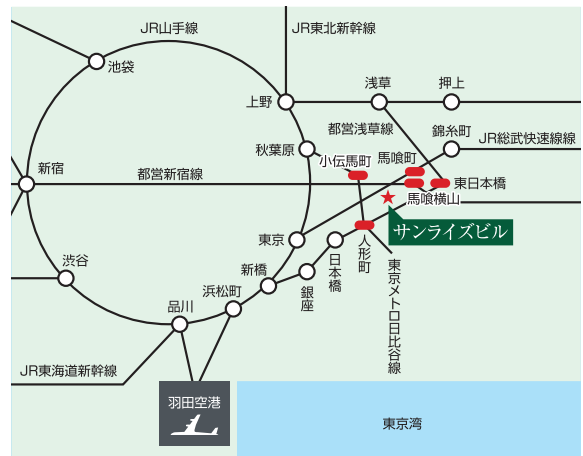 JR山手線
JR東北新幹線
池袋
上野
浅草
押上
都営浅草線
錦糸町
JR総武快速線線
秋葉原
小伝馬町
馬喰町
新宿
都営新宿線
東日本橋
馬喰横山
サンライズビル
東京
日本橋
人形町
渋谷
新橋
銀座
東京メトロ日比谷線
浜松町
品川
JR東海道新幹線
羽田空港
東京湾